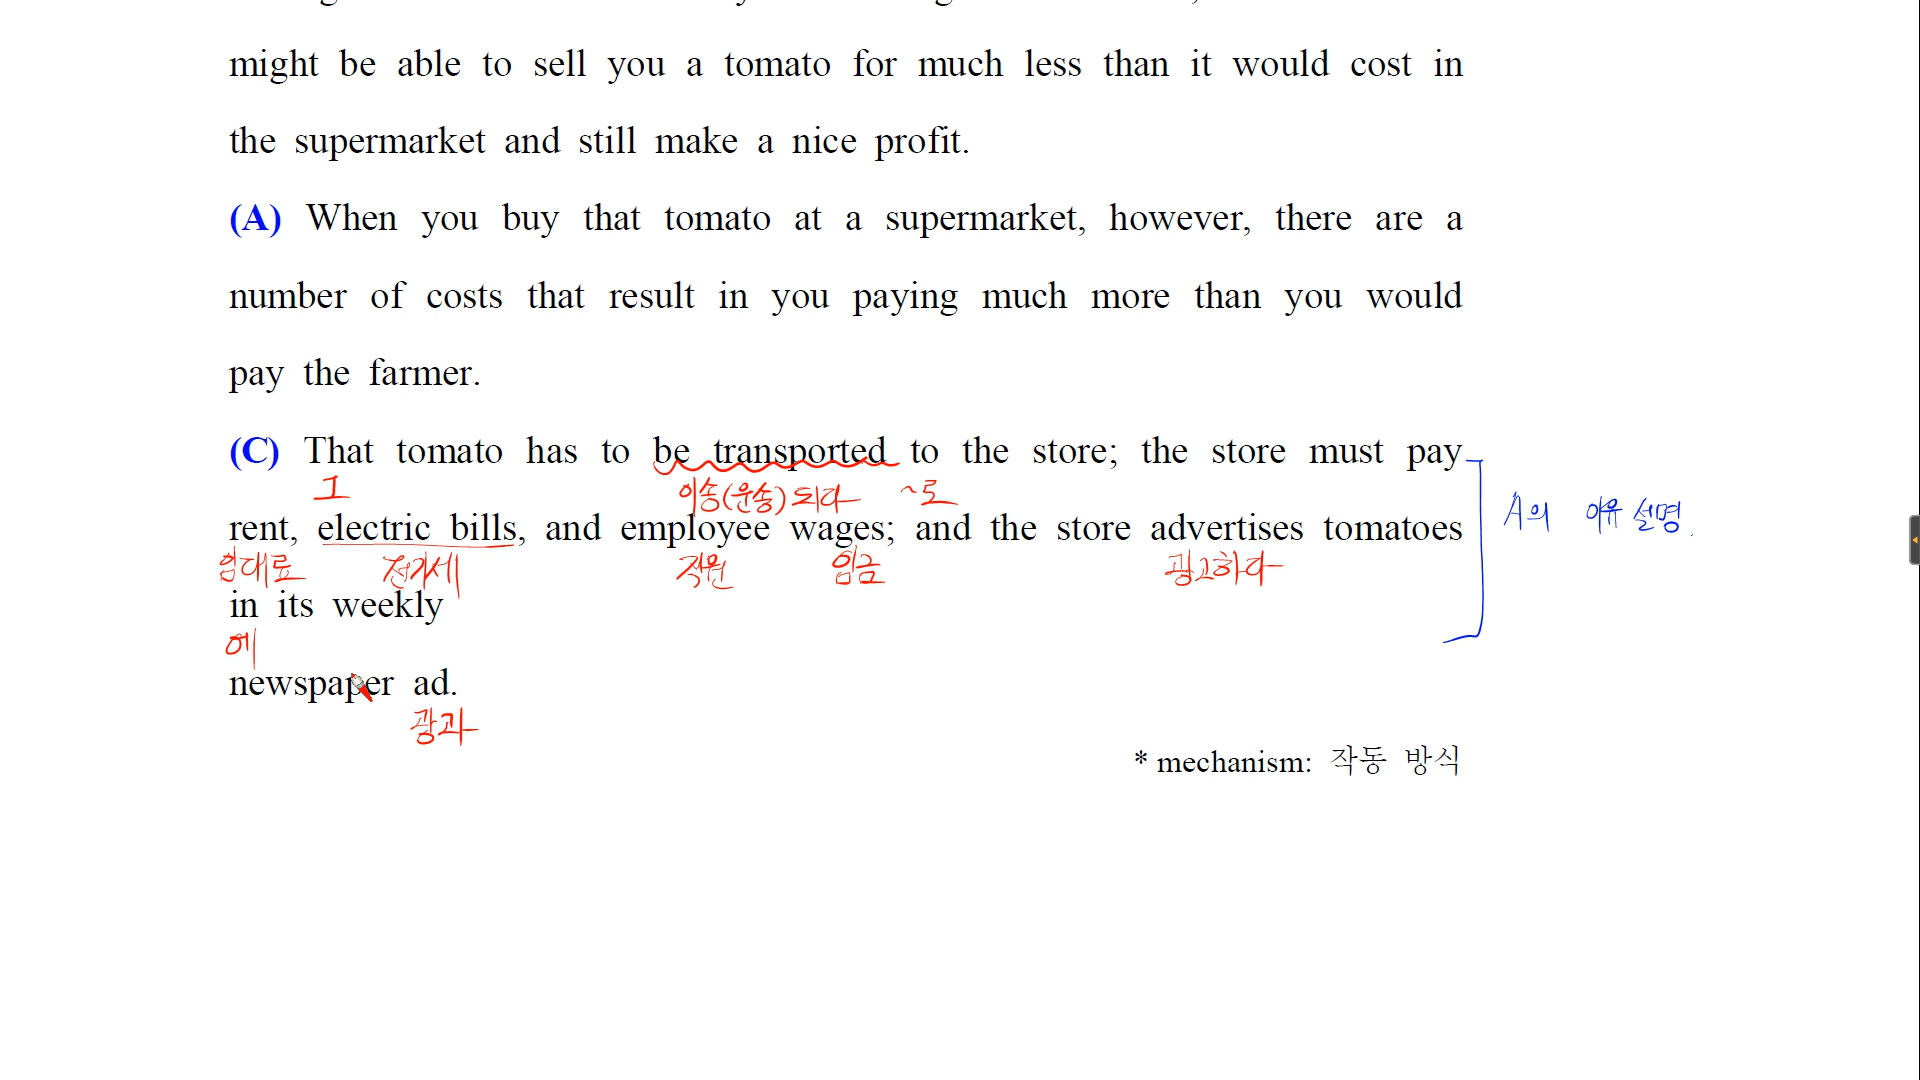 might be able to sell you a tomato for much less than it would cost in
the supermarket and still make a nice profit.
(A) When you buy that tomato at a supermarket, however, there are a
number of costs that result in you paying much more than you would
pay the farmer.
(C) That tomato has to be transported to the store; the store must pay
그 이송(운송)되다 ~로
rent, electric bills, and employee wages; and the store advertises tomatoes
A의 이유 설명
임대료 전기세 직원 임금 광고하다
in its weekly
에
newspaper ad.
광고
* mechanism: 작동 방식